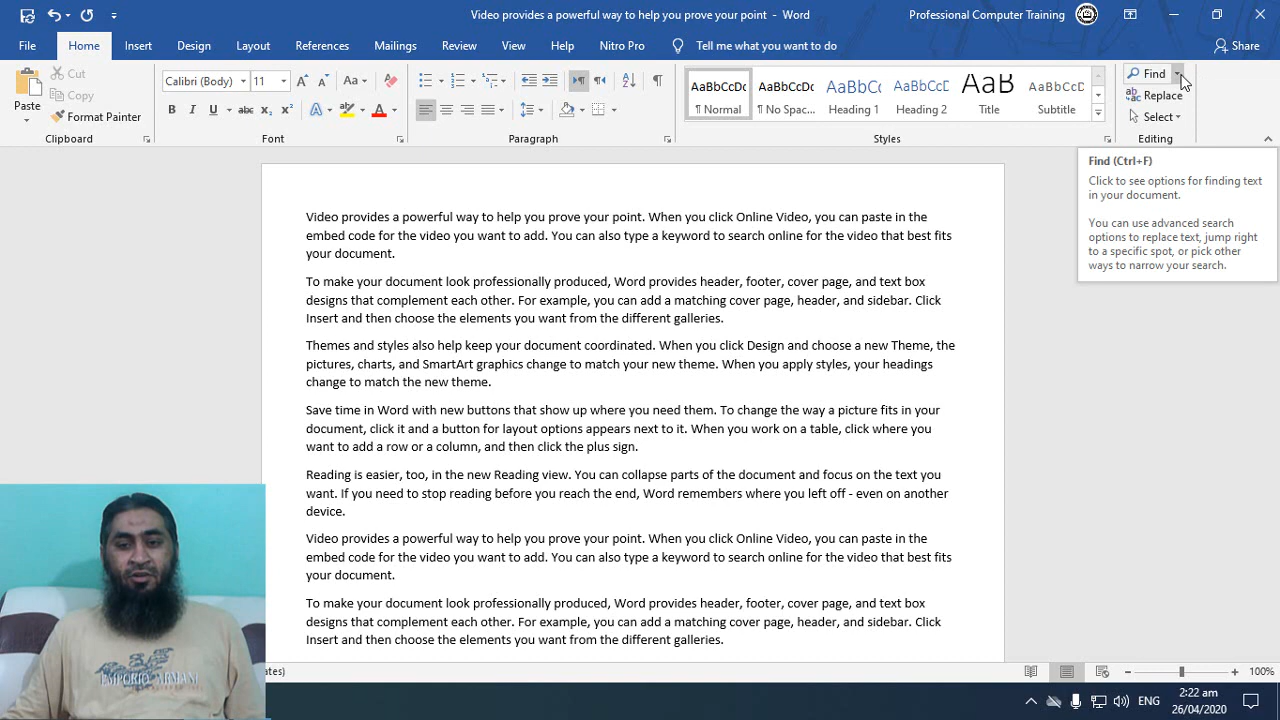 Video provides a powerful way to help you prove your point - Word
Professional Computer Training
File
Home
Insert
Design
Layout
References
Mailings
Review
View
Help
Nitro Pro
Tell me what you want to do
Share
Paste
Cut
Copy
Format Painter
Clipboard
Calibri (Body)
11
Aa
B I U abc x₂ x²
A
Font
Paragraph
AaBbCcDc
¶ Normal
AaBbCcDc
¶ No Spac...
AaBbCc
Heading 1
AaBbCcD
Heading 2
AaB
Title
AaBbCcD
Subtitle
Styles
Find
Replace
Select
Editing
Find (Ctrl+F)
Click to see options for finding text
in your document.
You can use advanced search
options to replace text, jump right
to a specific spot, or pick other
ways to narrow your search.
Video provides a powerful way to help you prove your point. When you click Online Video, you can paste in the
embed code for the video you want to add. You can also type a keyword to search online for the video that best fits
your document.
To make your document look professionally produced, Word provides header, footer, cover page, and text box
designs that complement each other. For example, you can add a matching cover page, header, and sidebar. Click
Insert and then choose the elements you want from the different galleries.
Themes and styles also help keep your document coordinated. When you click Design and choose a new Theme, the
pictures, charts, and SmartArt graphics change to match your new theme. When you apply styles, your headings
change to match the new theme.
Save time in Word with new buttons that show up where you need them. To change the way a picture fits in your
document, click it and a button for layout options appears next to it. When you work on a table, click where you
want to add a row or a column, and then click the plus sign.
Reading is easier, too, in the new Reading view. You can collapse parts of the document and focus on the text you
want. If you need to stop reading before you reach the end, Word remembers where you left off - even on another
device.
Video provides a powerful way to help you prove your point. When you click Online Video, you can paste in the
embed code for the video you want to add. You can also type a keyword to search online for the video that best fits
your document.
To make your document look professionally produced, Word provides header, footer, cover page, and text box
designs that complement each other. For example, you can add a matching cover page, header, and sidebar. Click
Insert and then choose the elements you want from the different galleries.
EMPORIO ARMANI
ates)
100%
ENG
2:22 am
26/04/2020